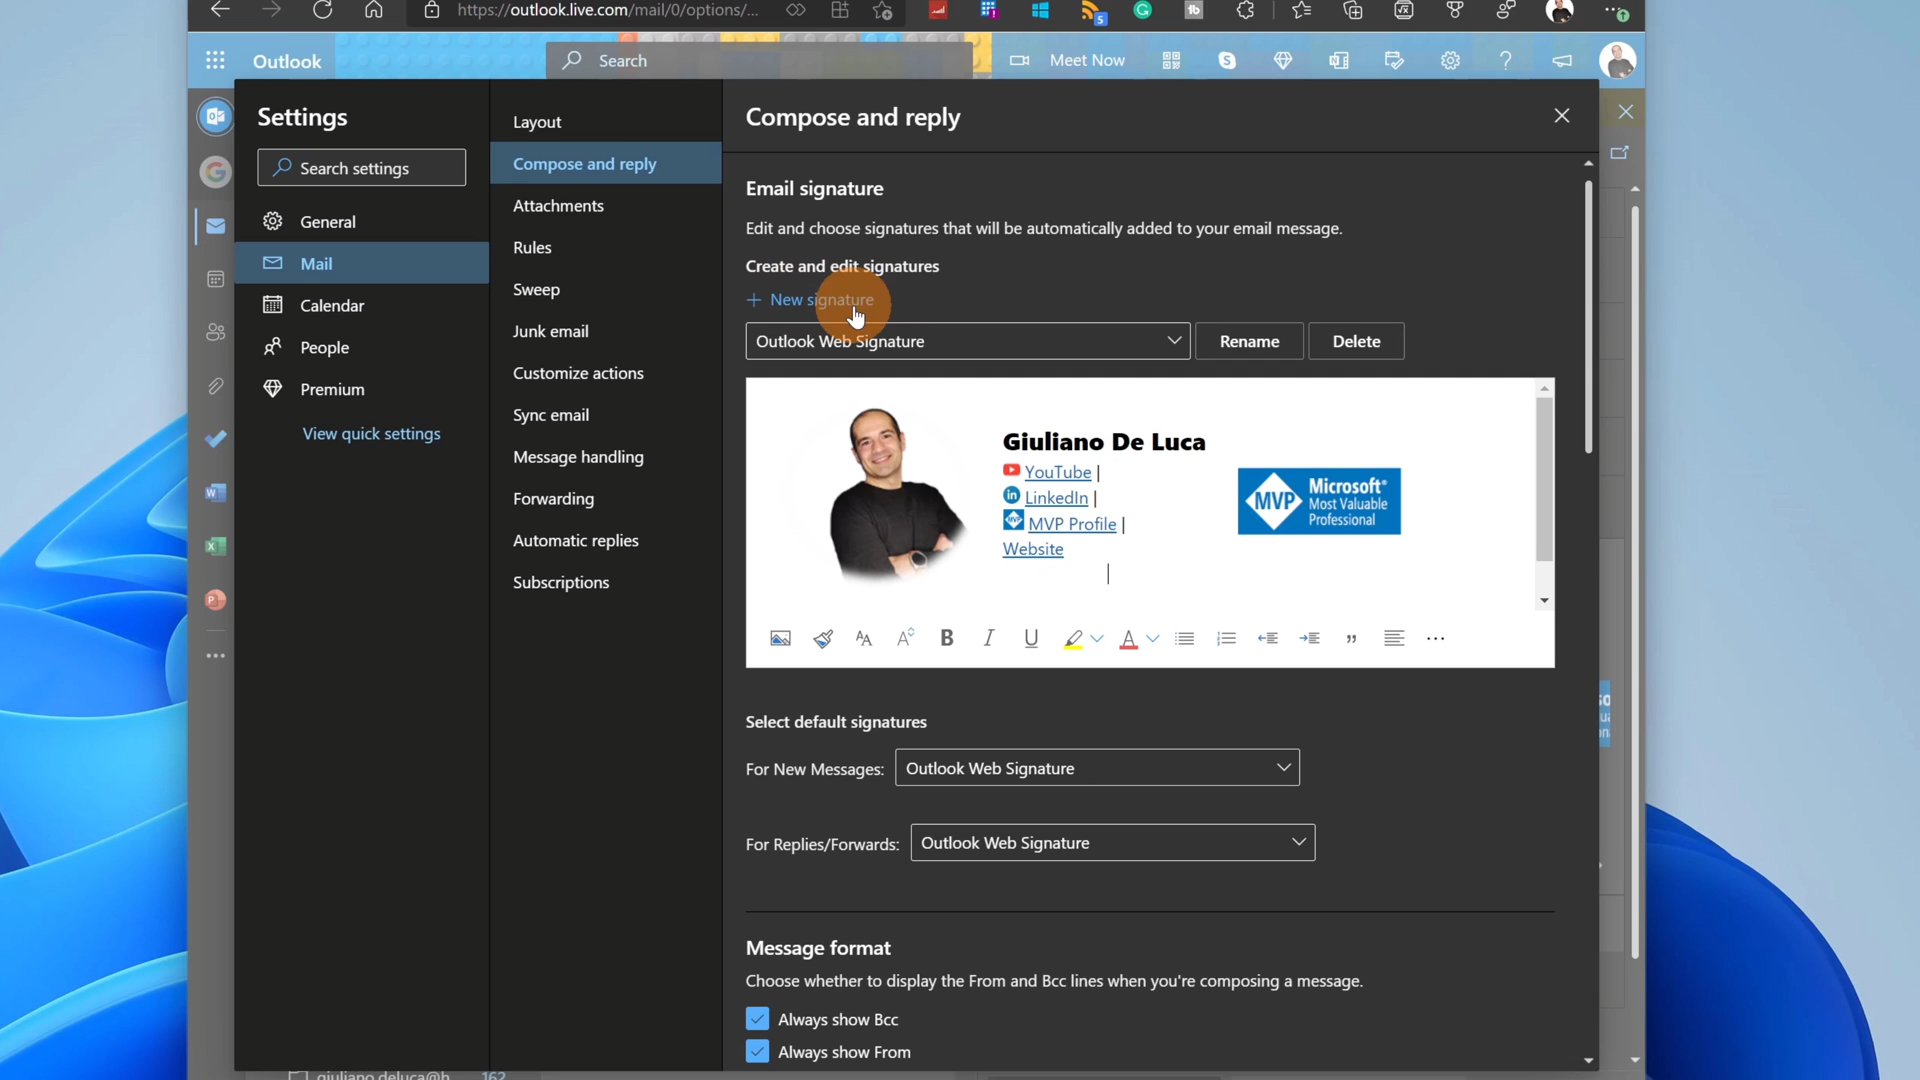 https://outlook.live.com/mail/0/options/...
5
Outlook
Search
Meet Now
Settings
Search settings
General
Mail
Calendar
People
Premium
View quick settings
Layout
Compose and reply
Attachments
Rules
Sweep
Junk email
Customize actions
Sync email
Message handling
Forwarding
Automatic replies
Subscriptions
Compose and reply
Email signature
Edit and choose signatures that will be automatically added to your email message.
Create and edit signatures
New signature
Outlook Web Signature
Rename
Delete
Giuliano De Luca
YouTube |
LinkedIn |
MVP Profile |
Website
MVP
Microsoft®
Most Valuable
Professional
Select default signatures
For New Messages:
Outlook Web Signature
For Replies/Forwards:
Outlook Web Signature
Message format
Choose whether to display the From and Bcc lines when you're composing a message.
Always show Bcc
Always show From
giuliano.deluca@h...
162